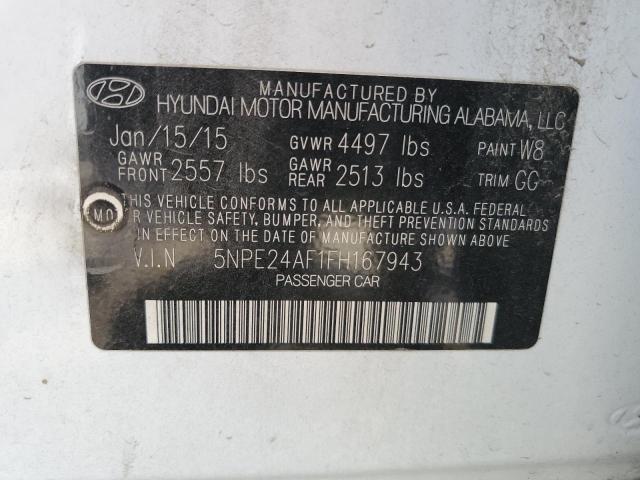 MANUFACTURED BY
HYUNDAI MOTOR MANUFACTURING ALABAMA, LLC
Jan/15/15 GVWR 4497 lbs PAINT W8
GAWR FRONT 2557 lbs GAWR REAR 2513 lbs TRIM GG
THIS VEHICLE CONFORMS TO ALL APPLICABLE U.S.A. FEDERAL
MOTOR VEHICLE SAFETY, BUMPER, AND THEFT PREVENTION STANDARDS
IN EFFECT ON THE DATE OF MANUFACTURE SHOWN ABOVE
V.I.N 5NPE24AF1FH167943
PASSENGER CAR